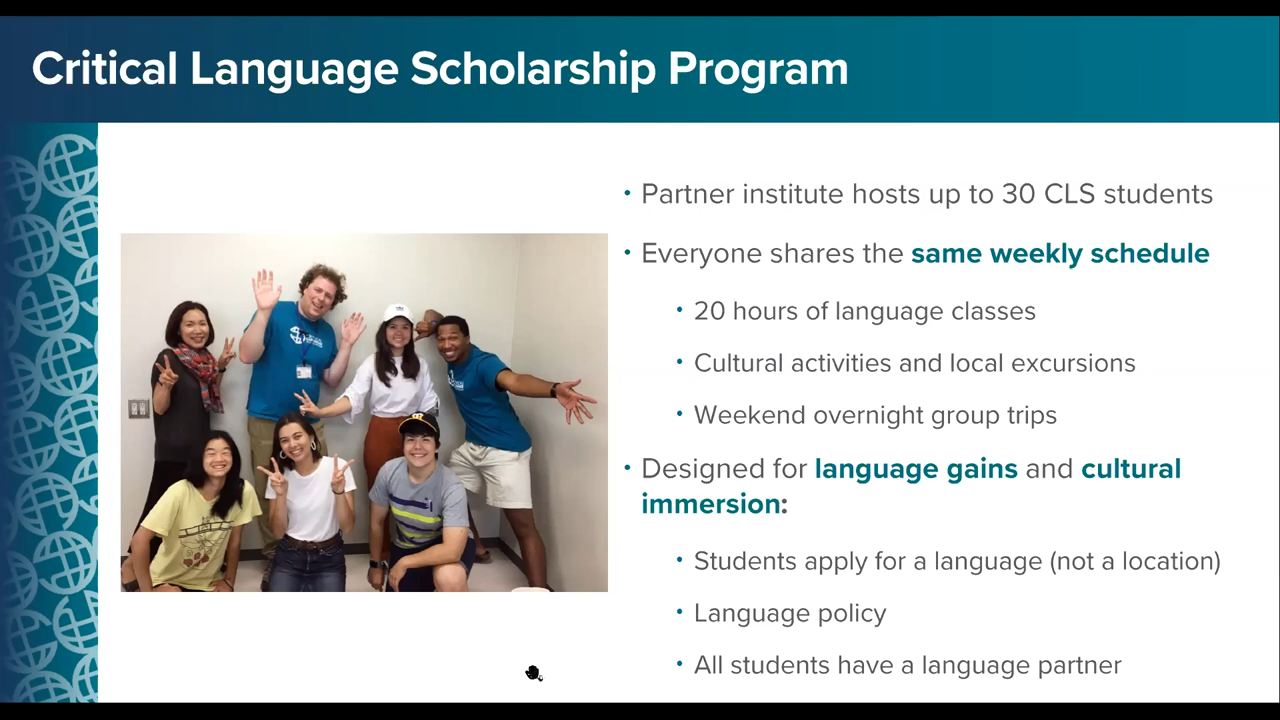 Critical Language Scholarship Program
• Partner institute hosts up to 30 CLS students
• Everyone shares the same weekly schedule
• 20 hours of language classes
• Cultural activities and local excursions
• Weekend overnight group trips
• Designed for language gains and cultural
immersion:
• Students apply for a language (not a location)
• Language policy
• All students have a language partner